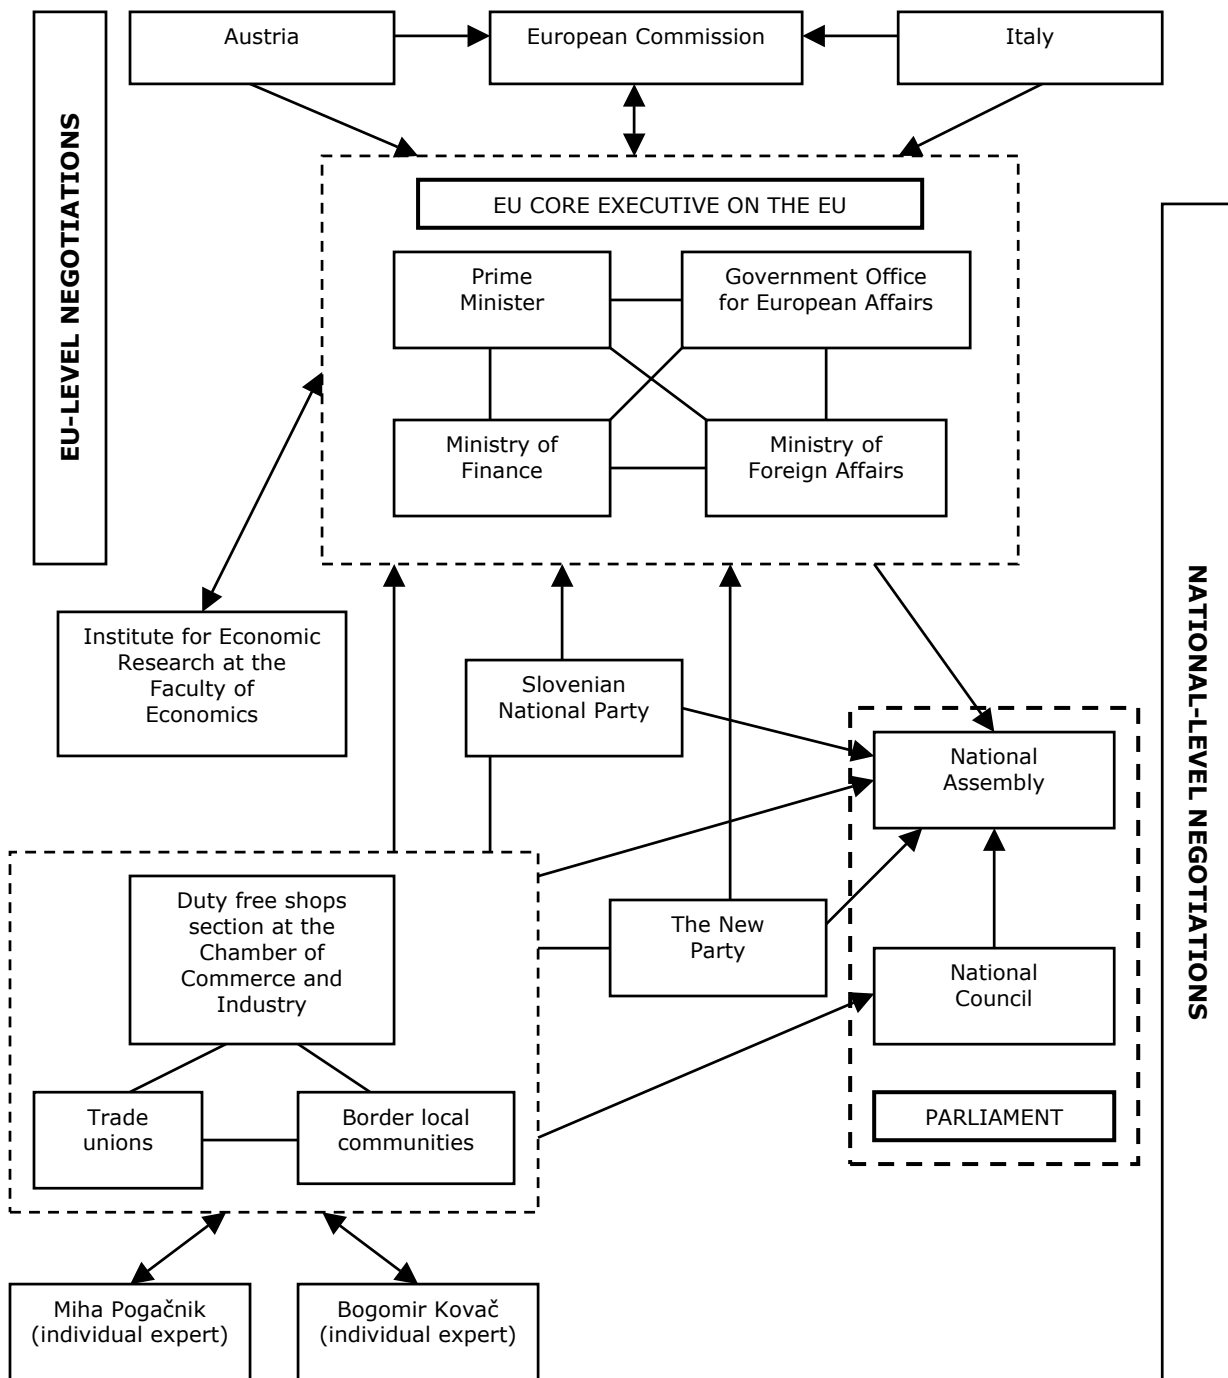 Austria
European Commission
Italy
EU-LEVEL NEGOTIATIONS
EU CORE EXECUTIVE ON THE EU
Prime
Minister
Government Office
for European Affairs
Ministry of
Finance
Ministry of
Foreign Affairs
NATIONAL-LEVEL NEGOTIATIONS
Institute for Economic
Research at the
Faculty of
Economics
Slovenian
National Party
National
Assembly
Duty free shops
section at the
Chamber of
Commerce and
Industry
The New
Party
National
Council
Trade
unions
Border local
communities
PARLIAMENT
Miha Pogačnik
(individual expert)
Bogomir Kovač
(individual expert)